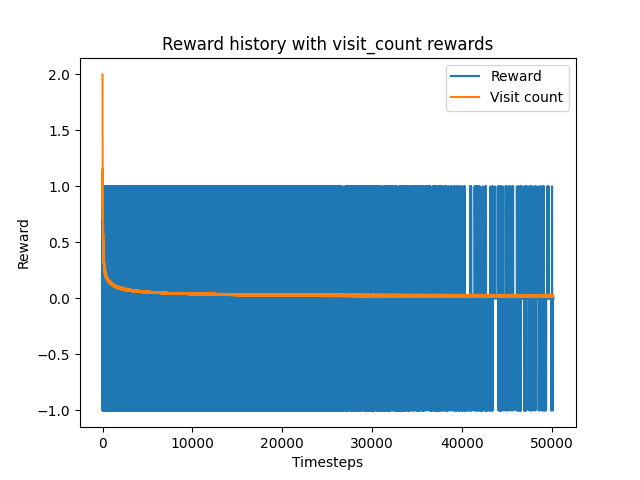 Reward history with visit_count rewards
Reward
Visit count
2.0
1.5
1.0
0.5
0.0
−0.5
−1.0
Reward
0
10000
20000
30000
40000
50000
Timesteps